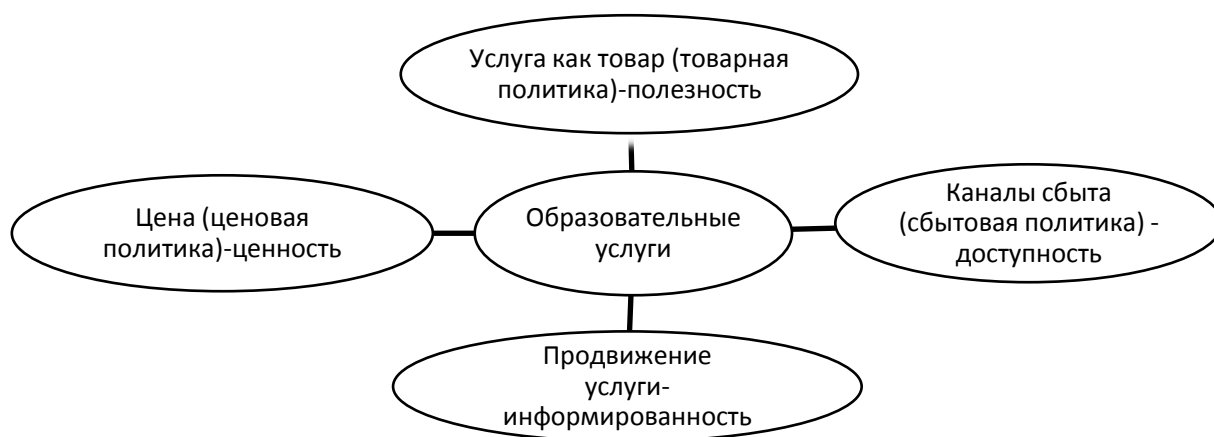 Услуга как товар (товарная
политика)-полезность
Цена (ценовая
политика)-ценность
Образовательные
услуги
Каналы сбыта
(сбытовая политика) -
доступность
Продвижение
услуги-
информированность